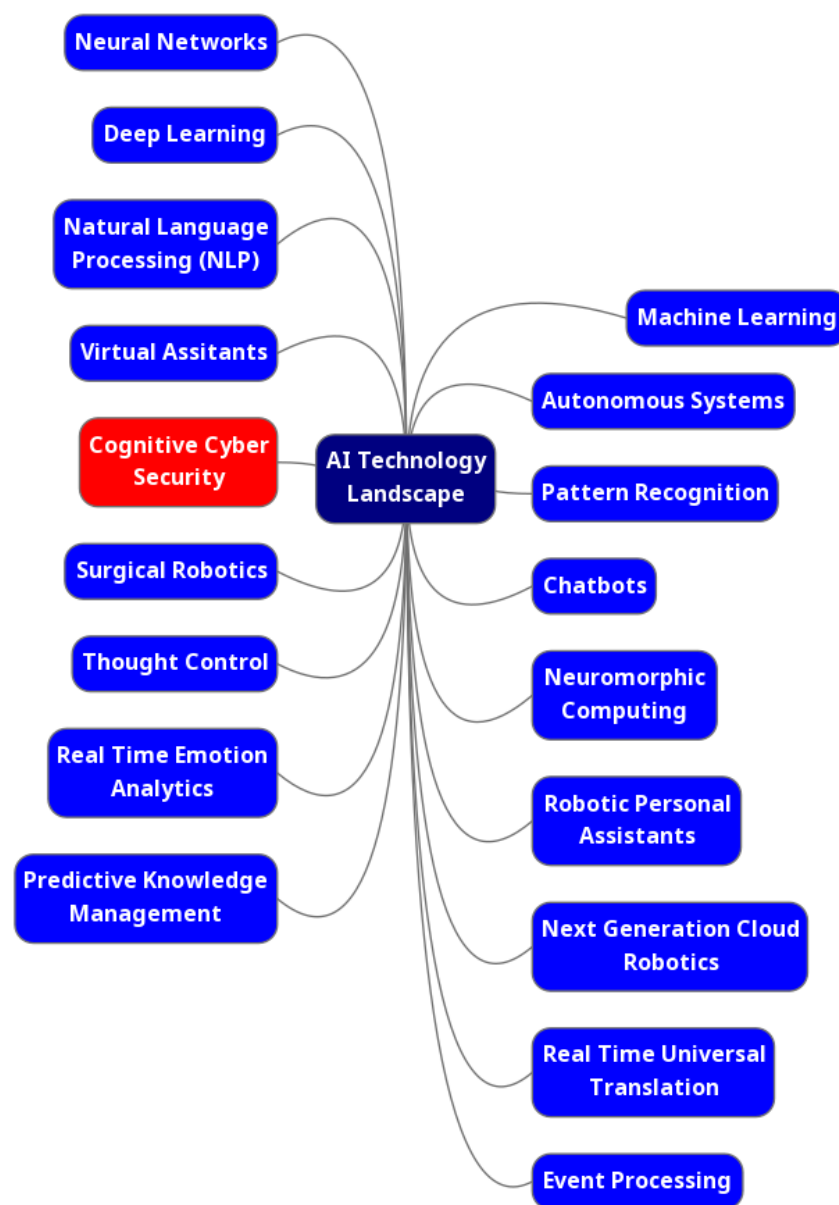 Neural Networks
Deep Learning
Natural Language
Processing (NLP)
Virtual Assitants
Cognitive Cyber
Security
Surgical Robotics
Thought Control
Real Time Emotion
Analytics
Predictive Knowledge
Management
AI Technology
Landscape
Machine Learning
Autonomous Systems
Pattern Recognition
Chatbots
Neuromorphic
Computing
Robotic Personal
Assistants
Next Generation Cloud
Robotics
Real Time Universal
Translation
Event Processing